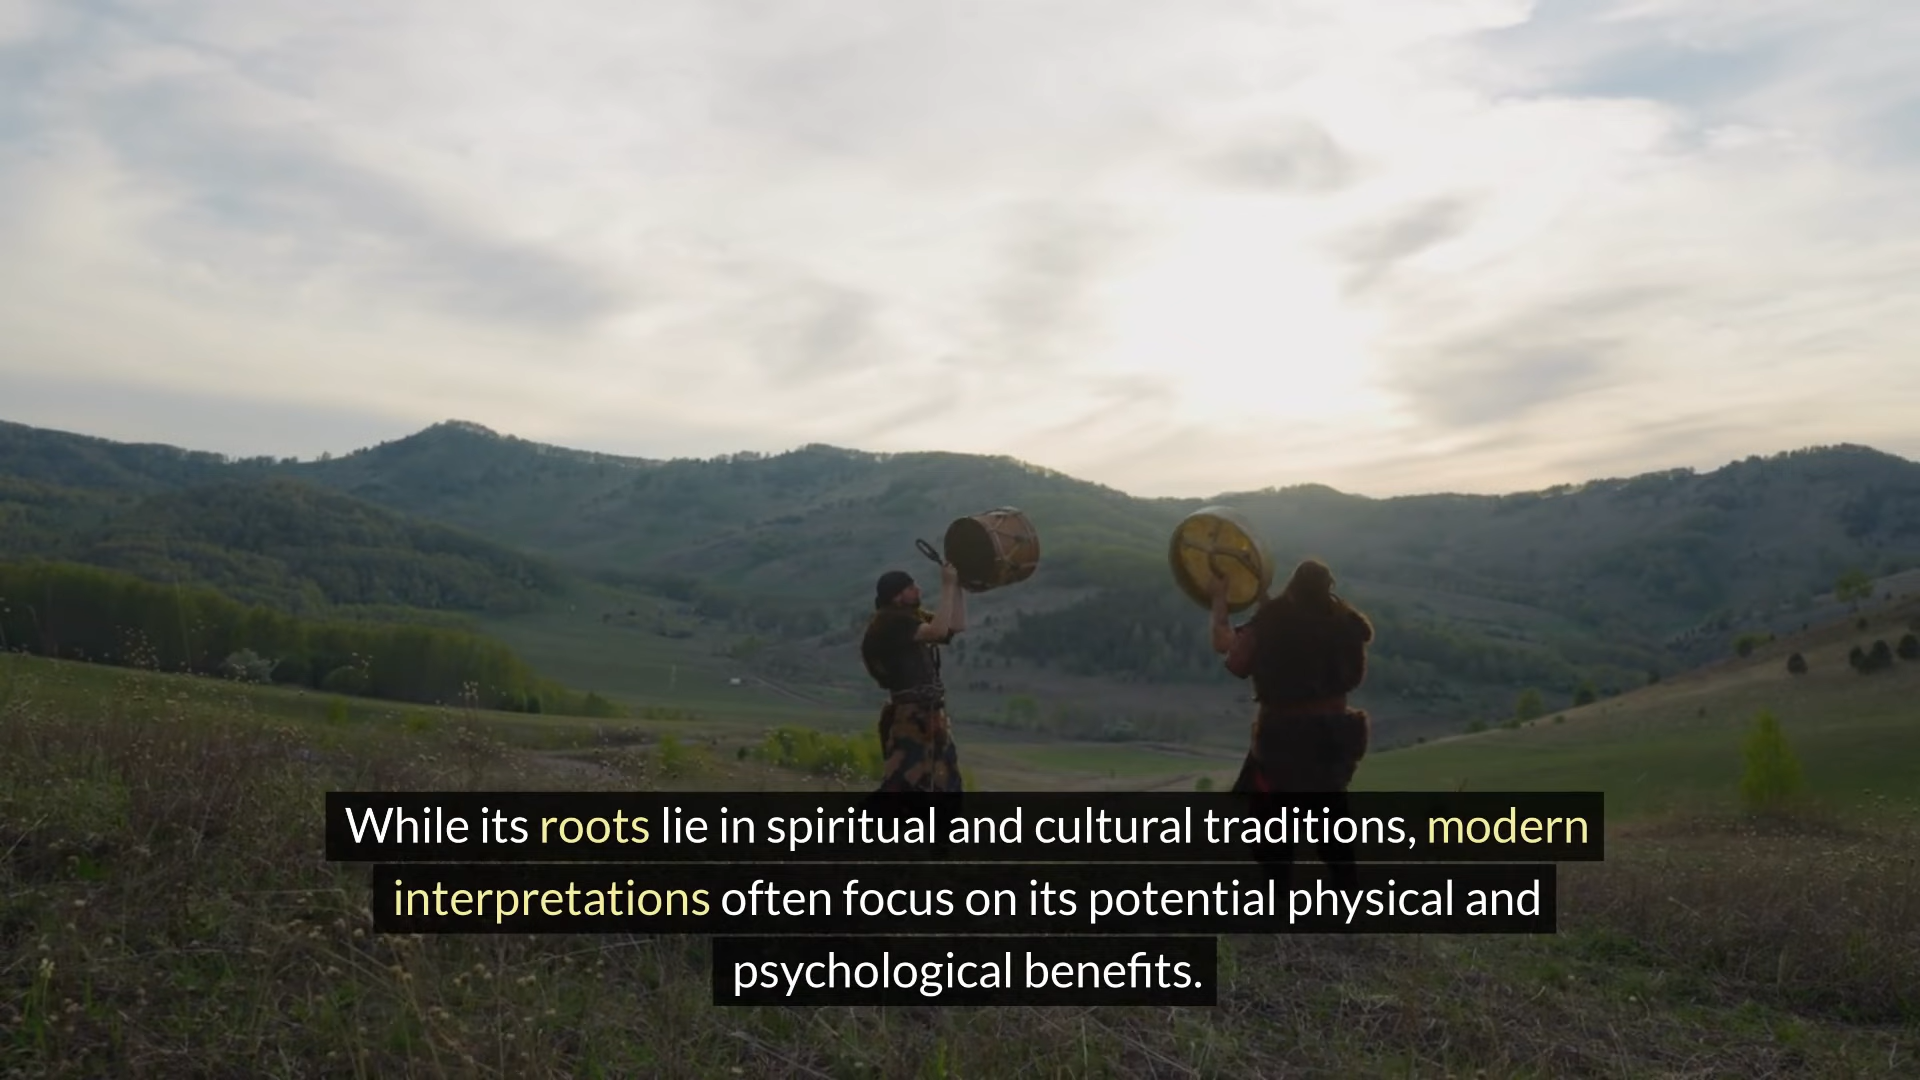 While its roots lie in spiritual and cultural traditions, modern
interpretations often focus on its potential physical and
psychological benefits.